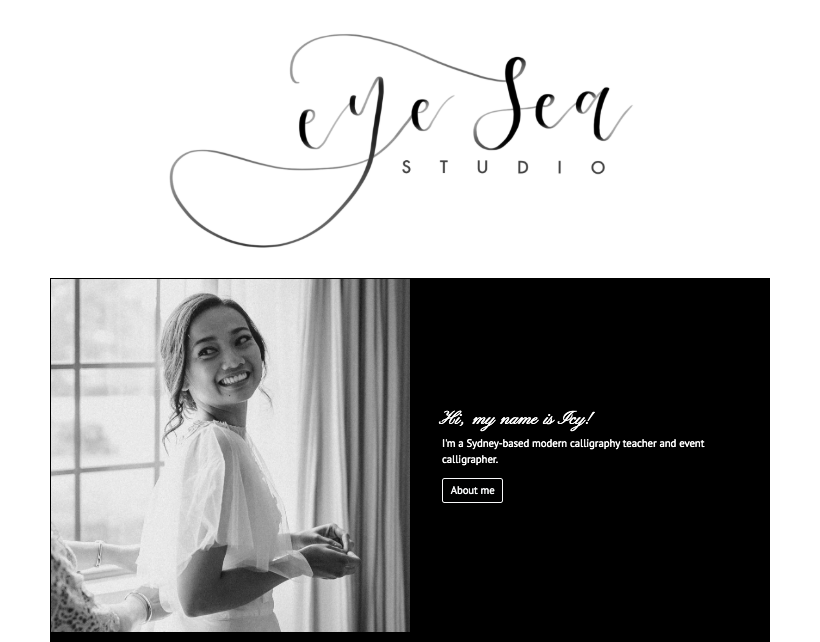 eye Sea
STUDIO
Hi, my name is Icy!
I'm a Sydney-based modern calligraphy teacher and event
calligrapher.
About me